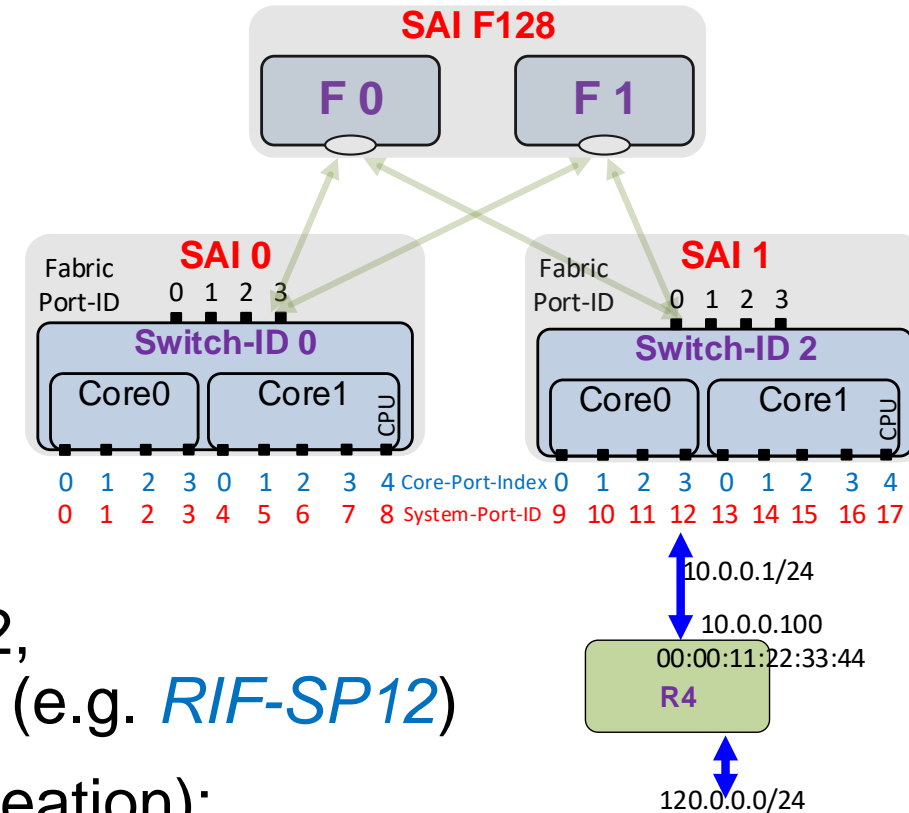 SAI F128
F 0 F 1
SAI 0
Fabric
Port-ID
0 1 2 3
Switch-ID 0
Core0 Core1 CPU
SAI 1
Fabric
Port-ID
0 1 2 3
Switch-ID 2
Core0 Core1 CPU
0 1 2 3 0 1 2 3 4 Core-Port-Index 0 1 2 3 0 1 2 3 4
0 1 2 3 4 5 6 7 8 System-Port-ID 9 10 11 12 13 14 15 16 17
10.0.0.1/24
10.0.0.100
00:00:11:22:33:44
R4
120.0.0.0/24
2,
(e.g. RIF-SP12)
eation):